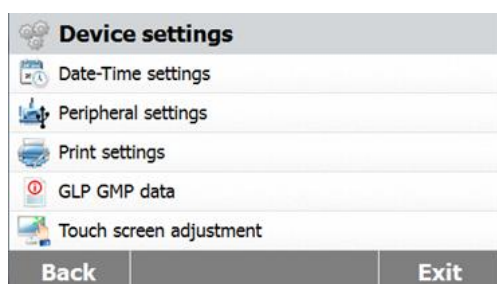 Device settings
Date-Time settings
Peripheral settings
Print settings
GLP GMP data
Touch screen adjustment
Back Exit